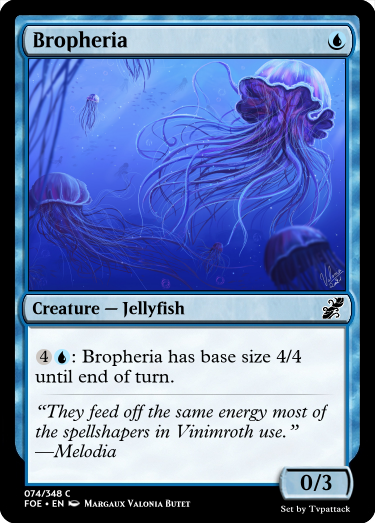 Bropheria
Creature — Jellyfish
4: Bropheria has base size 4/4
until end of turn.
“They feed off the same energy most of
the spellshapers in Vinimroth use.”
—Melodia
0/3
074/348 C
FOE • EN Margaux Valonia Butet
Set by Tvpattack